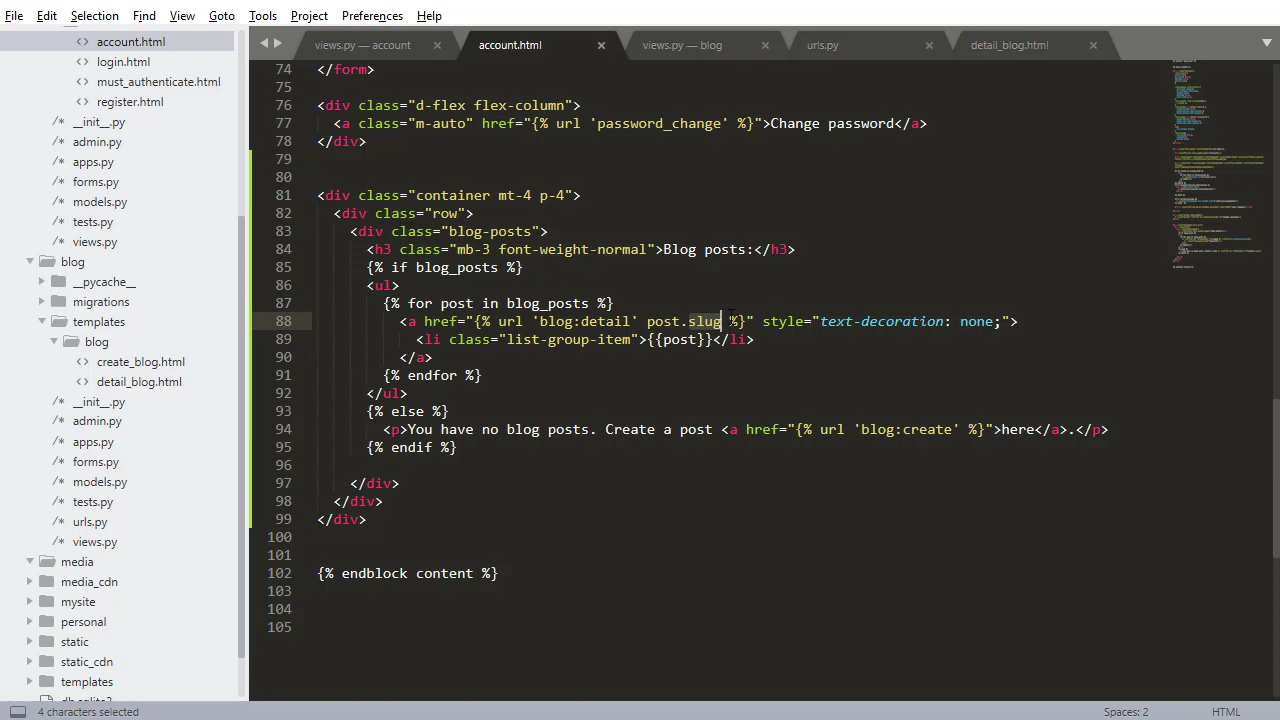 File Edit Selection Find View Goto Tools Project Preferences Help
account.html
login.html
must_authenticate.html
register.html
__init__.py
admin.py
apps.py
forms.py
models.py
tests.py
views.py
blog
__pycache__
migrations
templates
blog
create_blog.html
detail_blog.html
__init__.py
admin.py
apps.py
forms.py
models.py
tests.py
urls.py
views.py
media
media_cdn
mysite
personal
static
static_cdn
templates
views.py — account × account.html × views.py — blog × urls.py × detail_blog.html ×
74 </form>
75
76 <div class="d-flex flex-column">
77 <a class="m-auto" href="{% url 'password_change' %}">Change password</a>
78 </div>
79
80
81 <div class="container mt-4 p-4">
82 <div class="row">
83 <div class="blog-posts">
84 <h3 class="mb-3 font-weight-normal">Blog posts:</h3>
85 {% if blog_posts %}
86 <ul>
87 {% for post in blog_posts %}
88 <a href="{% url 'blog:detail' post.slug %}" style="text-decoration: none;">
89 <li class="list-group-item">{{post}}</li>
90 </a>
91 {% endfor %}
92 </ul>
93 {% else %}
94 <p>You have no blog posts. Create a post <a href="{% url 'blog:create' %}">here</a>.</p>
95 {% endif %}
96
97 </div>
98 </div>
99 </div>
100
101
102 {% endblock content %}
103
104
105
4 characters selected Spaces: 2 HTML